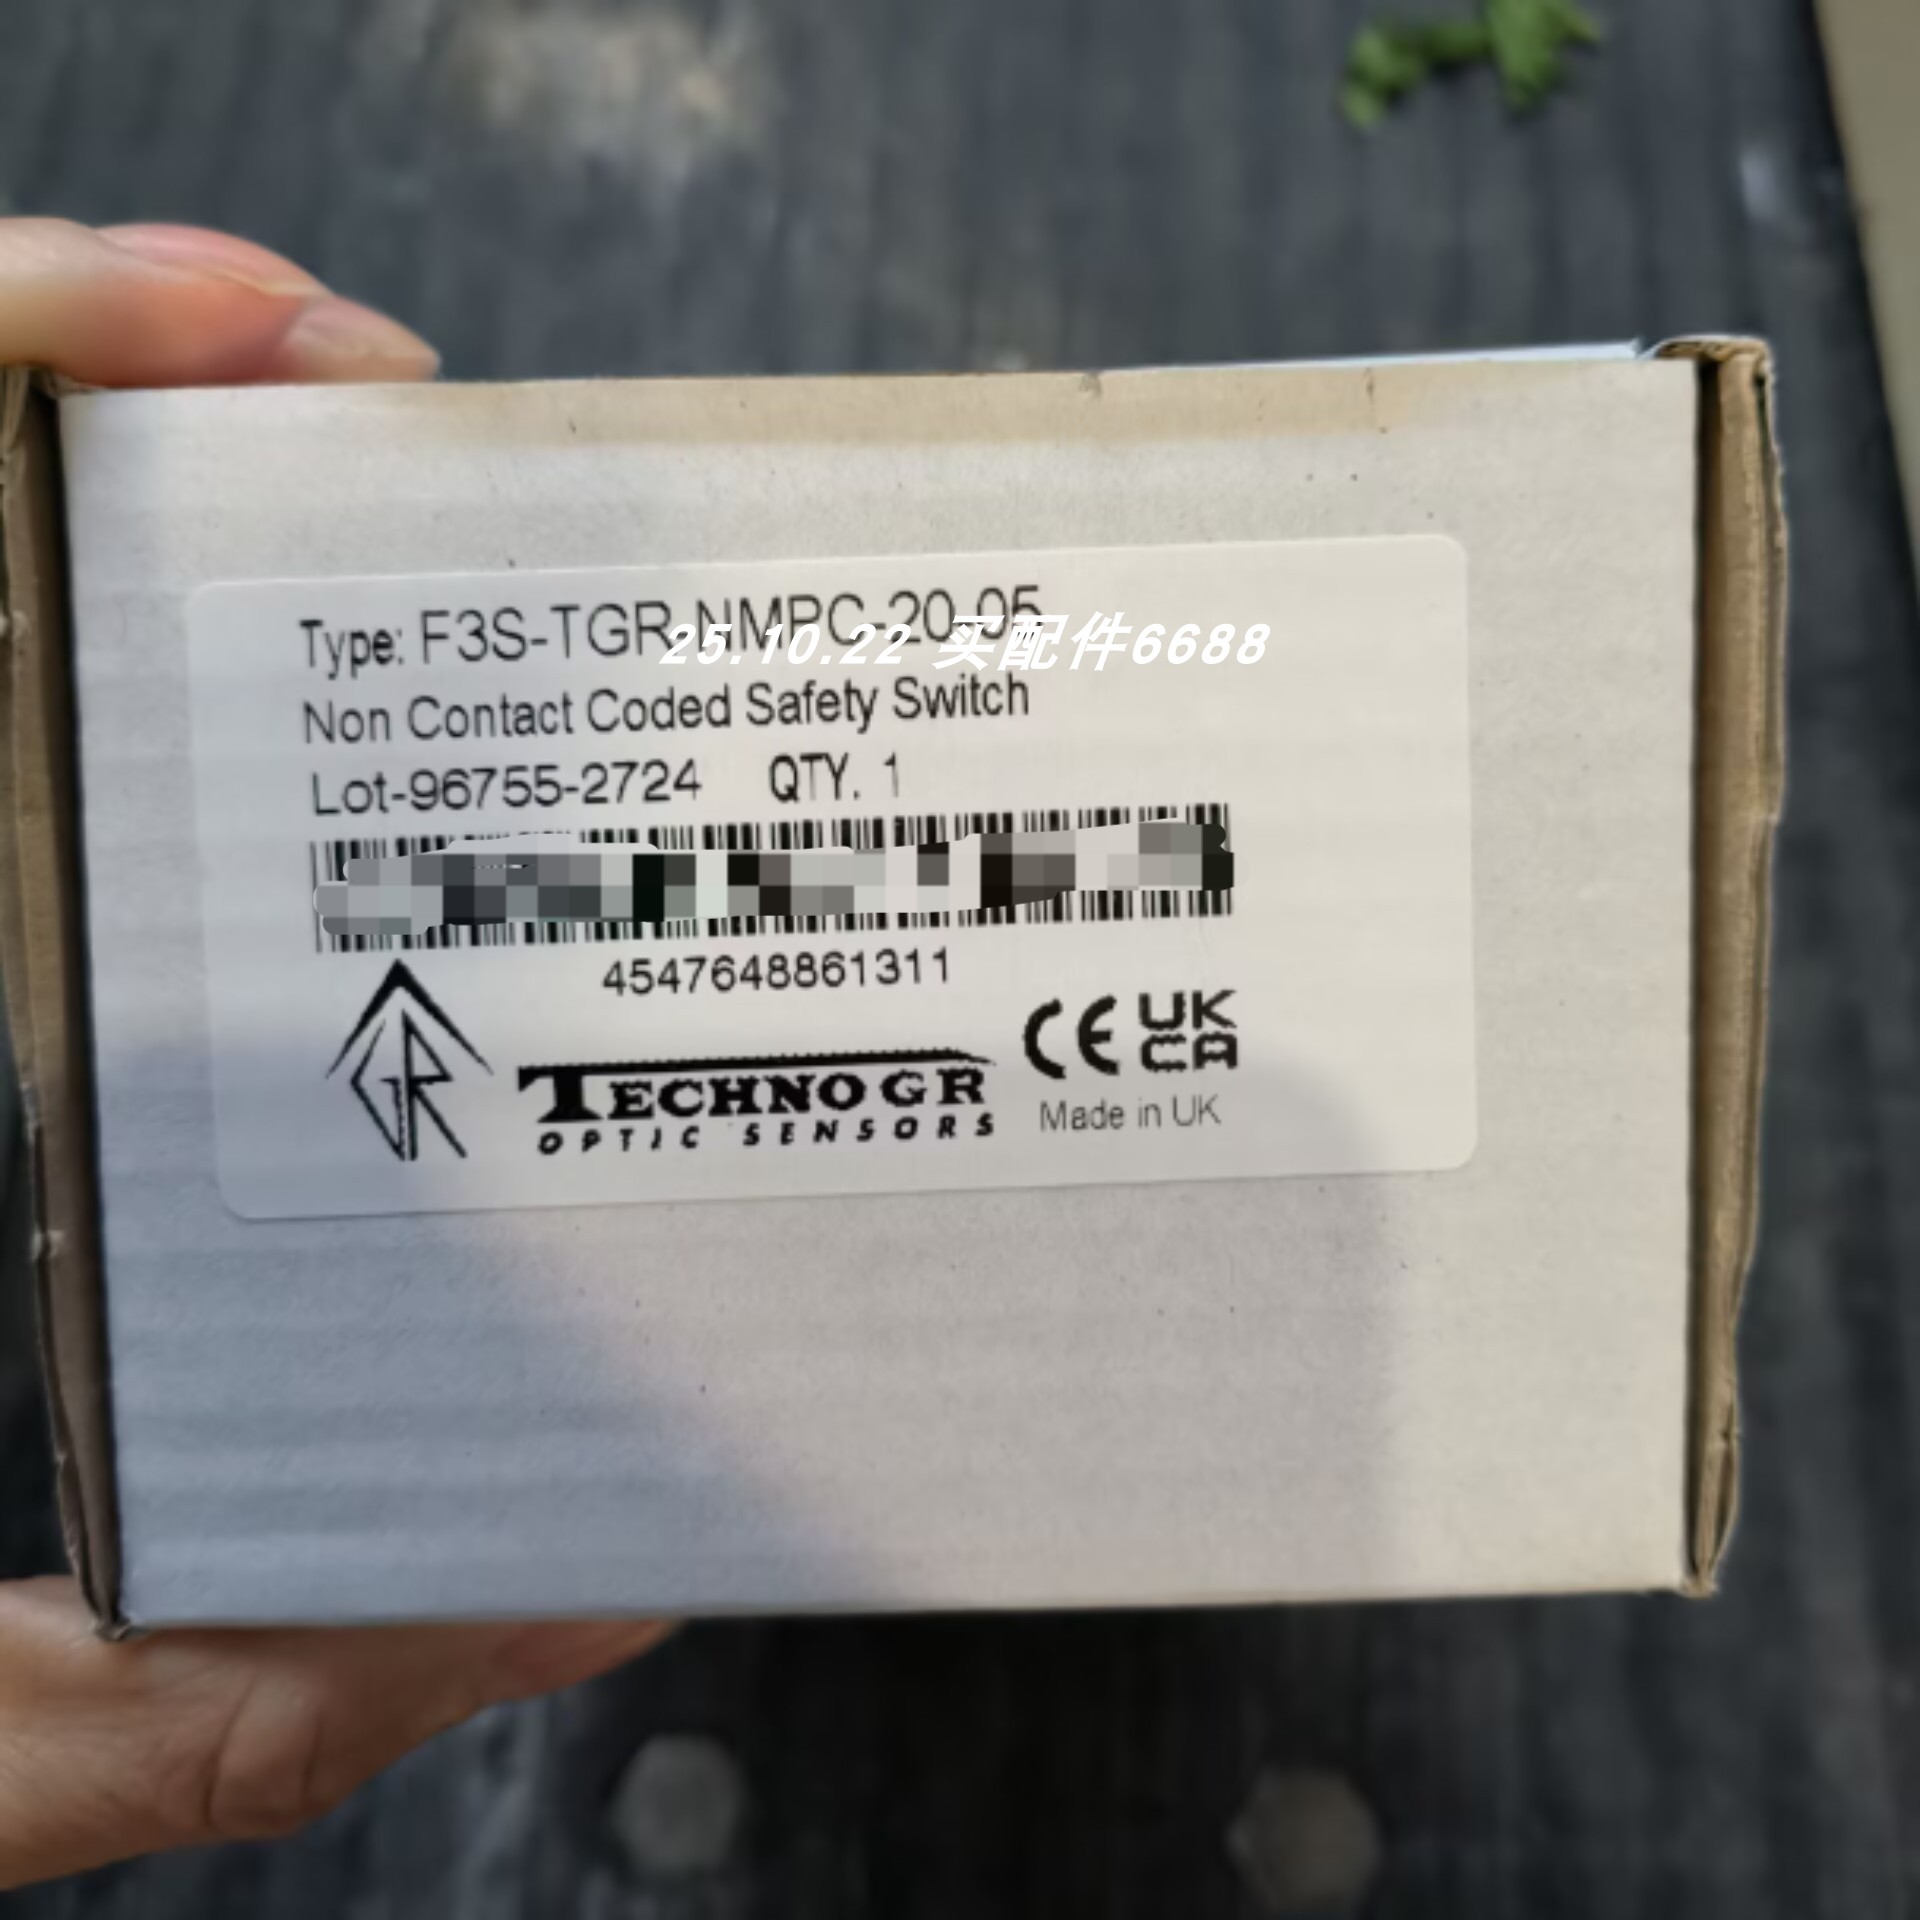 Type: F3S-TGR-NMPC-20-05
25.10.22 买配件6688
Non Contact Coded Safety Switch
Lot-96755-2724 QTY. 1
4547648861311
GR
TECHNO GR
OPTIC SENSORS
CE UK
CA
Made in UK